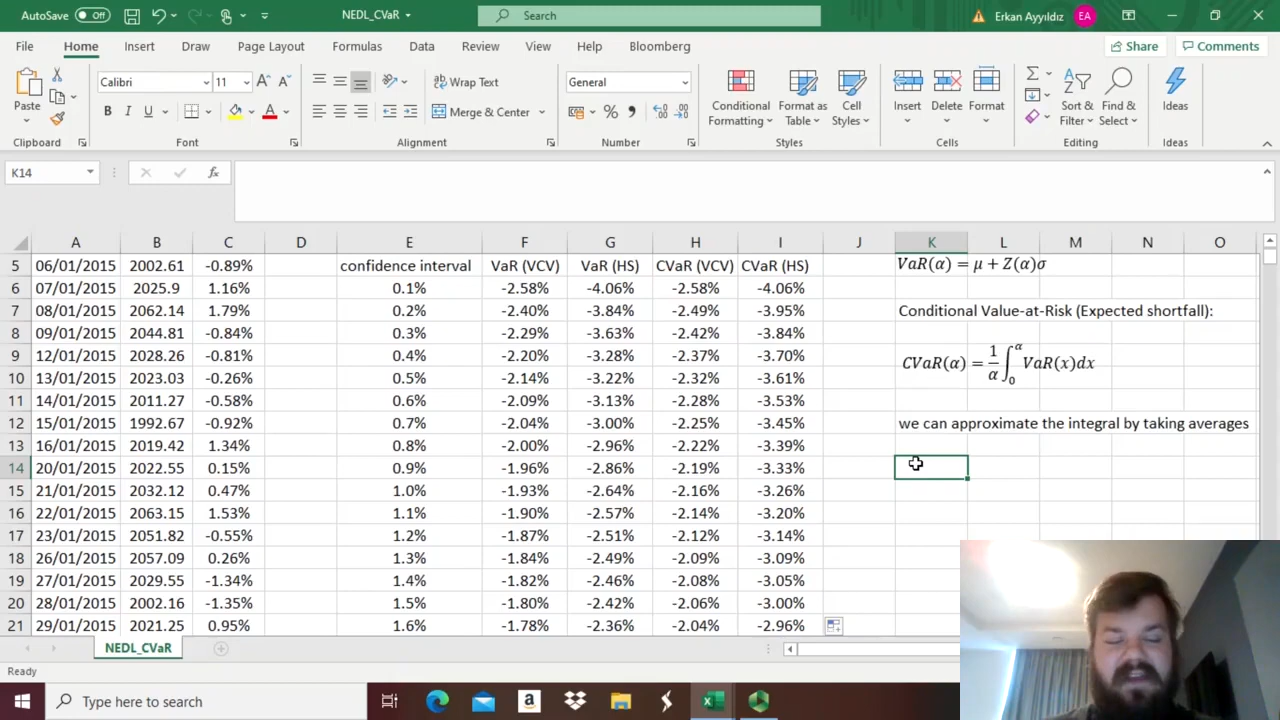 AutoSave Off NEDL_CVaR Search Erkan Ayyıldız EA
File Home Insert Draw Page Layout Formulas Data Review View Help Bloomberg Share Comments
Paste Calibri 11 Wrap Text General Conditional Formatting Format as Table Cell Styles Insert Delete Format Sort & Filter Find & Select Ideas
B I U Merge & Center
Clipboard Font Alignment Number Styles Cells Editing Ideas
K14 fx
A B C D E F G H I J K L M N O
5 06/01/2015 2002.61 -0.89% confidence interval VaR (VCV) VaR (HS) CVaR (VCV) CVaR (HS) VaR(α) = μ + Z(α)σ
6 07/01/2015 2025.9 1.16% 0.1% -2.58% -4.06% -2.58% -4.06%
7 08/01/2015 2062.14 1.79% 0.2% -2.40% -3.84% -2.49% -3.95% Conditional Value-at-Risk (Expected shortfall):
8 09/01/2015 2044.81 -0.84% 0.3% -2.29% -3.63% -2.42% -3.84%
9 12/01/2015 2028.26 -0.81% 0.4% -2.20% -3.28% -2.37% -3.70% CVaR(α) = 1/α ∫₀^α VaR(x)dx
10 13/01/2015 2023.03 -0.26% 0.5% -2.14% -3.22% -2.32% -3.61%
11 14/01/2015 2011.27 -0.58% 0.6% -2.09% -3.13% -2.28% -3.53%
12 15/01/2015 1992.67 -0.92% 0.7% -2.04% -3.00% -2.25% -3.45% we can approximate the integral by taking averages
13 16/01/2015 2019.42 1.34% 0.8% -2.00% -2.96% -2.22% -3.39%
14 20/01/2015 2022.55 0.15% 0.9% -1.96% -2.86% -2.19% -3.33%
15 21/01/2015 2032.12 0.47% 1.0% -1.93% -2.64% -2.16% -3.26%
16 22/01/2015 2063.15 1.53% 1.1% -1.90% -2.57% -2.14% -3.20%
17 23/01/2015 2051.82 -0.55% 1.2% -1.87% -2.51% -2.12% -3.14%
18 26/01/2015 2057.09 0.26% 1.3% -1.84% -2.49% -2.09% -3.09%
19 27/01/2015 2029.55 -1.34% 1.4% -1.82% -2.46% -2.08% -3.05%
20 28/01/2015 2002.16 -1.35% 1.5% -1.80% -2.42% -2.06% -3.00%
21 29/01/2015 2021.25 0.95% 1.6% -1.78% -2.36% -2.04% -2.96%
NEDL_CVaR
Ready
Type here to search